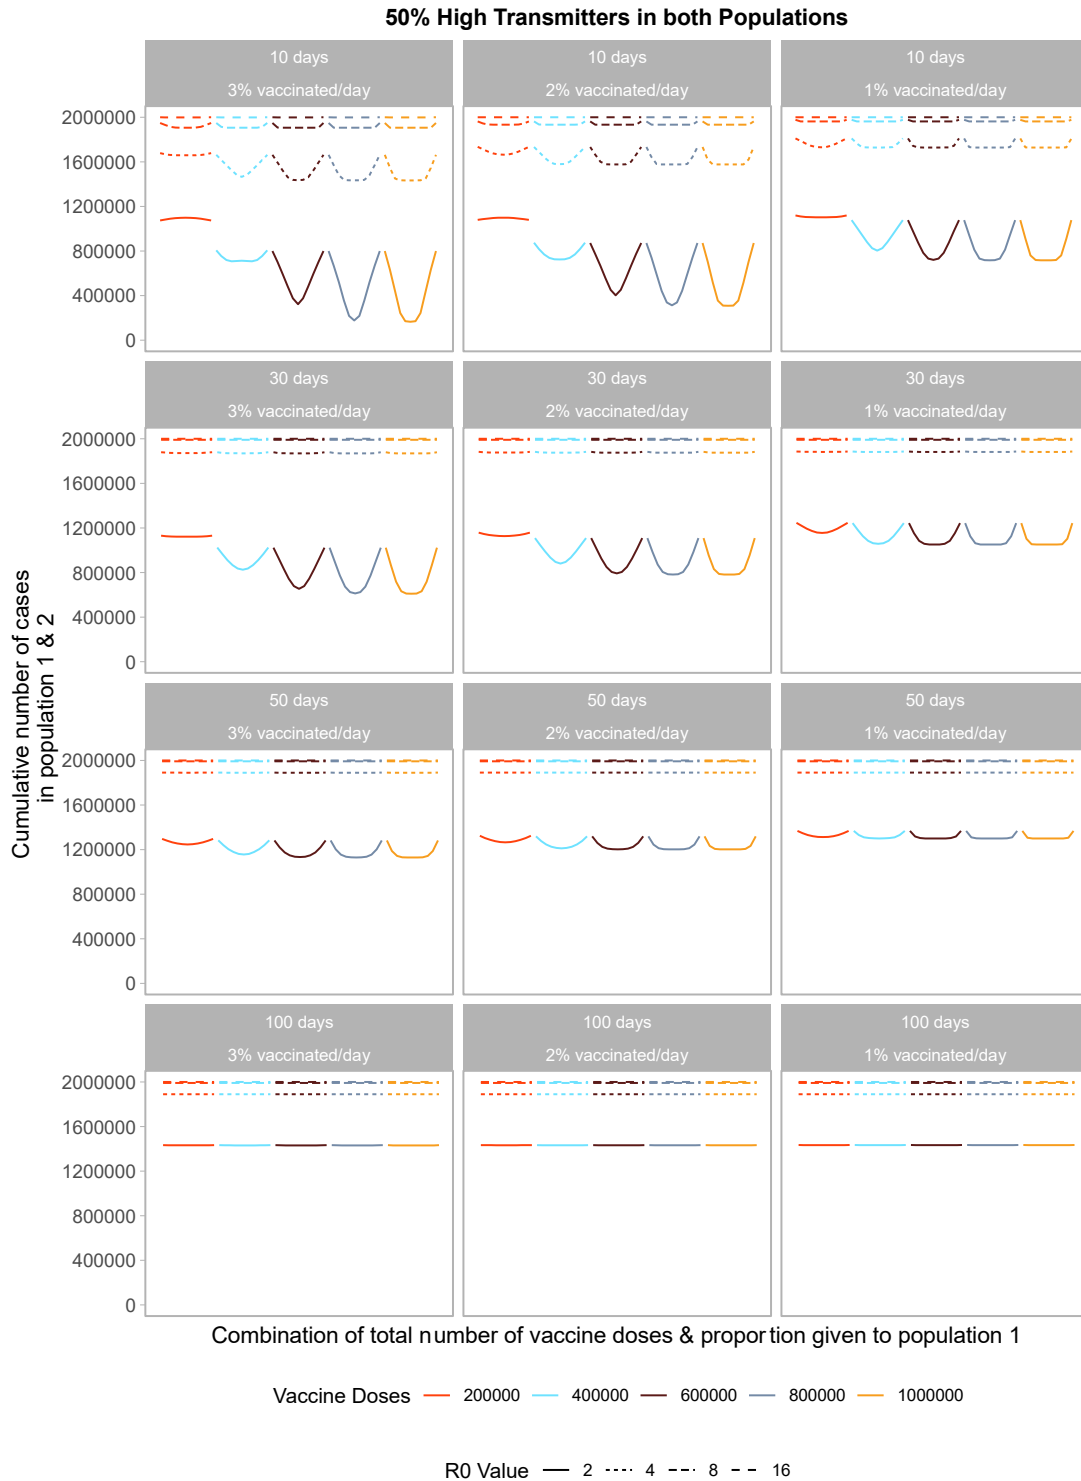 50% High Transmitters in both Populations
10 days
10 days
10 days
3% vaccinated/day
2% vaccinated/day
1% vaccinated/day
2000000
1600000
1200000
800000
400000
0
30 days
30 days
30 days
3% vaccinated/day
2% vaccinated/day
1% vaccinated/day
2000000
1600000
1200000
800000
400000
0
Cumulative number of cases
in population 1 & 2
50 days
50 days
50 days
3% vaccinated/day
2% vaccinated/day
1% vaccinated/day
2000000
1600000
1200000
800000
400000
0
100 days
100 days
100 days
3% vaccinated/day
2% vaccinated/day
1% vaccinated/day
2000000
1600000
1200000
800000
400000
0
Combination of total number of vaccine doses & proportion given to population 1
Vaccine Doses 200000 400000 600000 800000 1000000
R0 Value 2 4 8 16